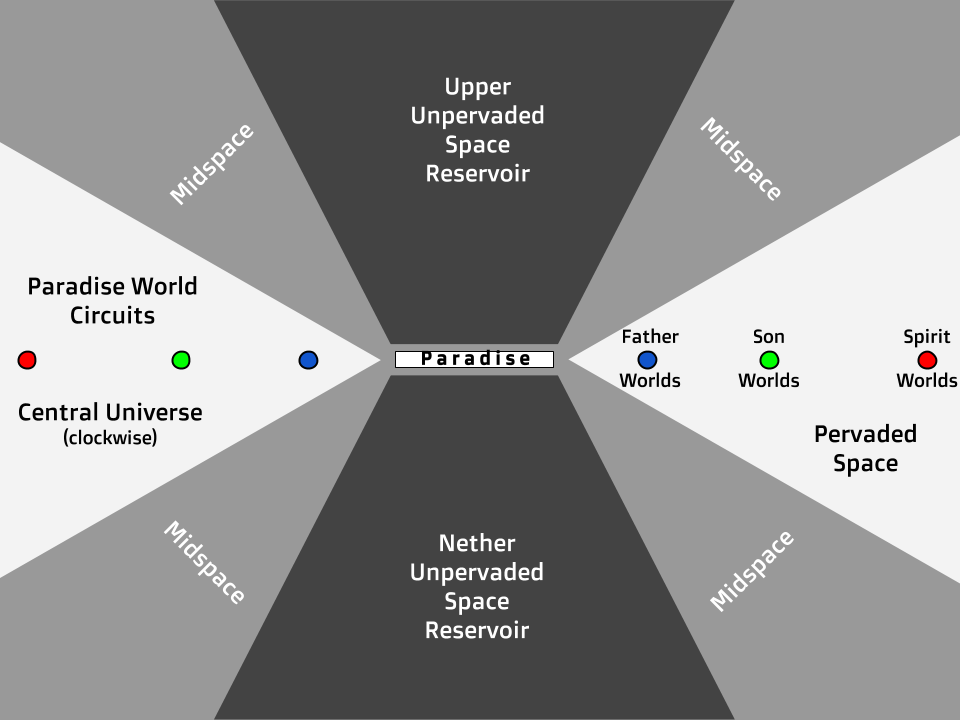 Upper
Unpervaded
Space
Reservoir
Midspace
Midspace
Paradise World
Circuits
Paradise
Father
Worlds
Son
Worlds
Spirit
Worlds
Central Universe
(clockwise)
Pervaded
Space
Midspace
Nether
Unpervaded
Space
Reservoir
Midspace